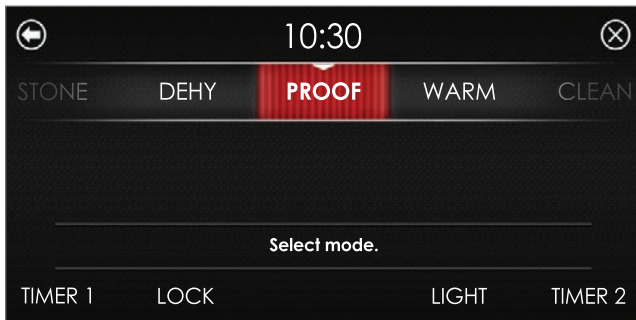 10:30
STONE DEHY PROOF WARM CLEAN
Select mode.
TIMER 1 LOCK LIGHT TIMER 2